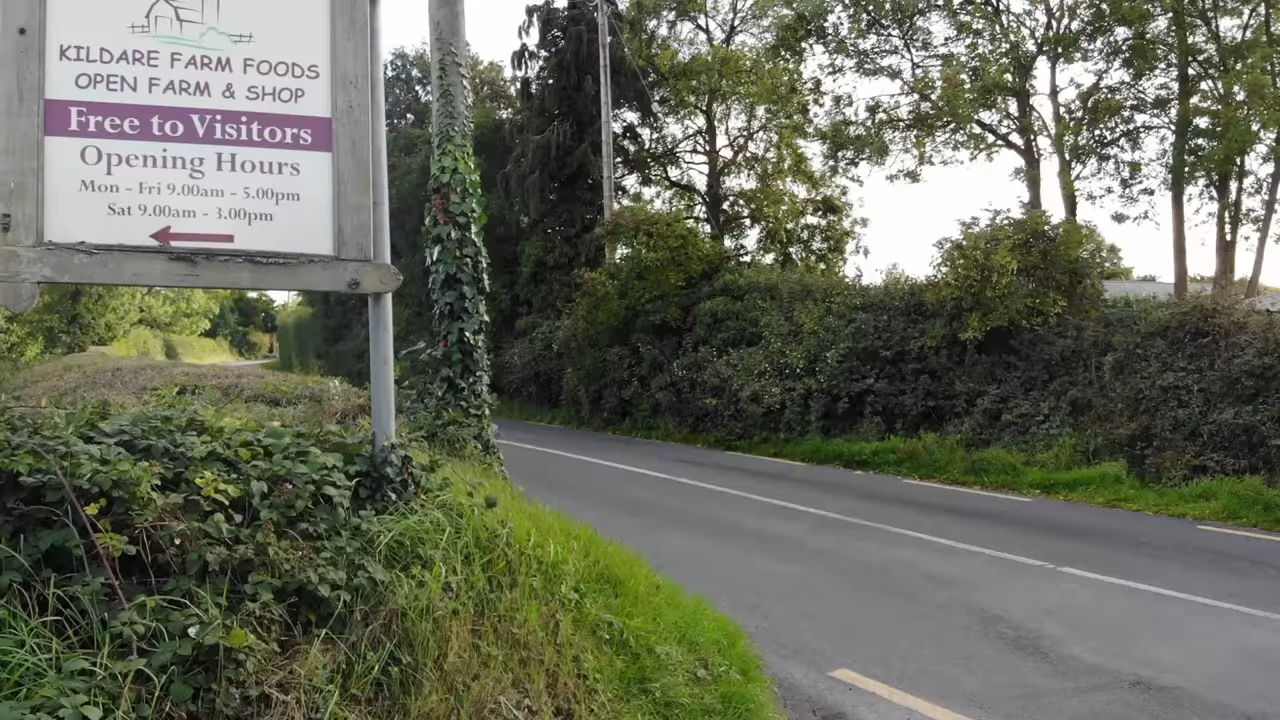 KILDARE FARM FOODS
OPEN FARM & SHOP
Free to Visitors
Opening Hours
Mon - Fri 9.00am - 5.00pm
Sat 9.00am - 3.00pm